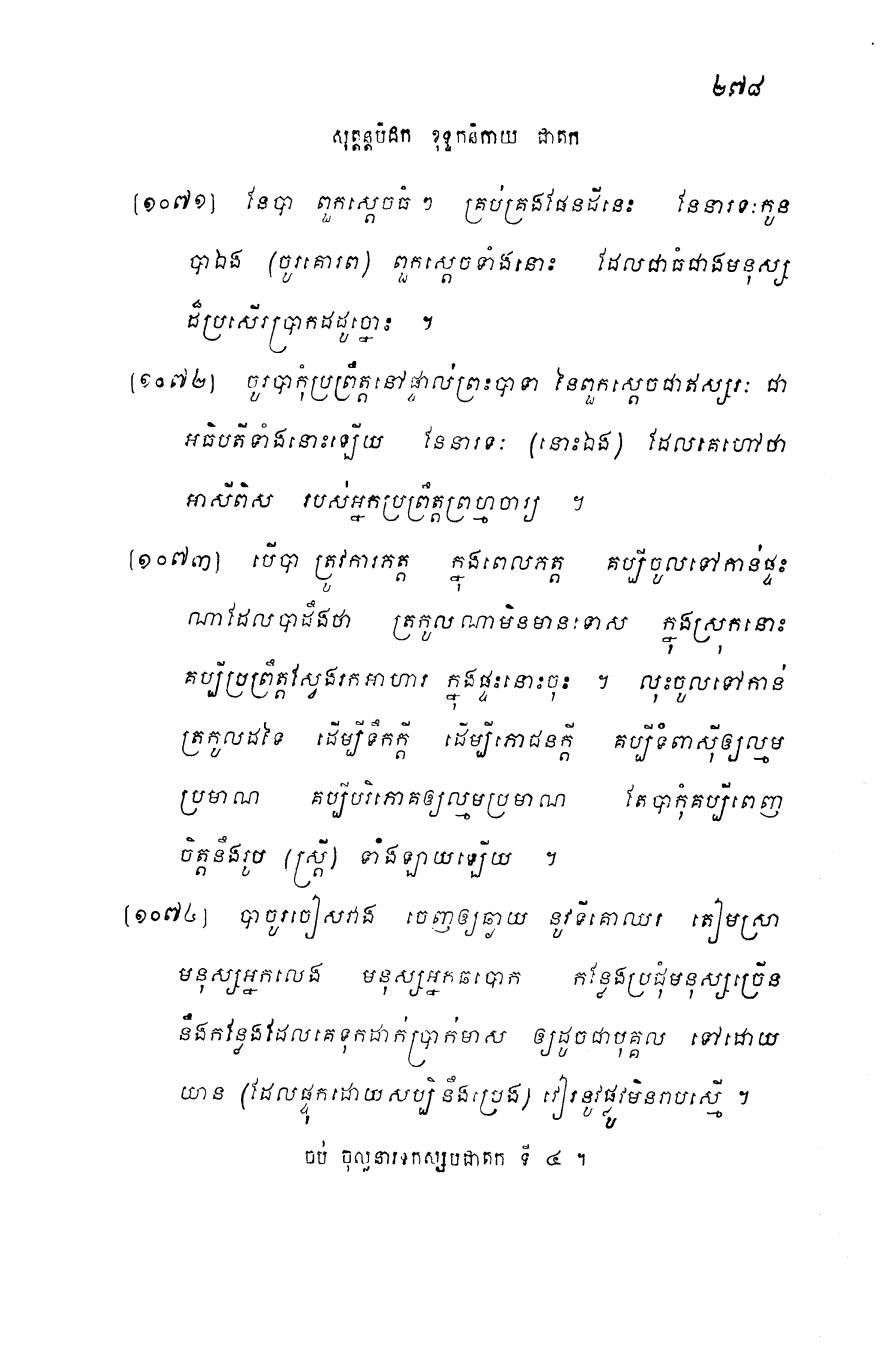 ២៧៨
សុត្តន្តបិដក ខុទ្ទកនិកាយ ជាតក
[១០៧១] នែបា ពួកស្តេចធំៗ គ្រប់គ្រងផែនដីនេះ នែនារទៈកូន
បាឯង (ចូរគោរព) ពួកស្តេចទាំងនោះ ដែលជាធំជាងមនុស្ស
ដ៏ប្រសើរប្រាកដដូច្នោះ ។
[១០៧២] ចូរបាកុំប្រព្រឹត្តនៅផ្ទាល់ព្រះបាទា នៃពួកស្តេចជាឥស្សរៈ ជា
អធិបតីទាំងនោះឡើយ នែនារទៈ (នោះឯង) ដែលគេហៅថា
អាសីពិស របស់អ្នកប្រព្រឹត្តព្រហ្មចារ្យ ។
[១០៧៣] បើបា ត្រូវការភត្ត ក្នុងពេលភត្ត គប្បីចូលទៅកាន់ផ្ទះ
ណាដែលបាដឹងថា ត្រកូលណាមិនមានទោស ក្នុងស្រុកនោះ
គប្បីប្រព្រឹត្តស្វែងរកអាហារ ក្នុងផ្ទះនោះចុះ ។ លុះចូលទៅកាន់
ត្រកូលដទៃ ដើម្បីទឹកក្តី ដើម្បីភោជនក្តី គប្បីទំពាស៊ីឲ្យល្មម
ប្រមាណ គប្បីបរិភោគឲ្យល្មមប្រមាណ តែបាកុំគប្បីពេញ
ចិត្តនឹងរូប (ស្ត្រី) ទាំងឡាយឡើយ ។
[១០៧៤] បាចូរចៀសវាង ចេញឲ្យឆ្ងាយ នូវទីគោឈរ តៀមស្រា
មនុស្សអ្នកលេង មនុស្សអ្នកឆបោក កន្លែងប្រជុំមនុស្សច្រើន
នឹងកន្លែងដែលគេទុកដាក់ប្រាក់មាស ឲ្យដូចជាបុគ្គល ទៅដោយ
យាន (ដែលផ្ទុកដោយសប្បិនឹងប្រេង) វៀរនូវផ្លូវមិនរាបស្មើ ។
ចប់ ចុល្លនារទកស្សបជាតក ទី ៤ ។